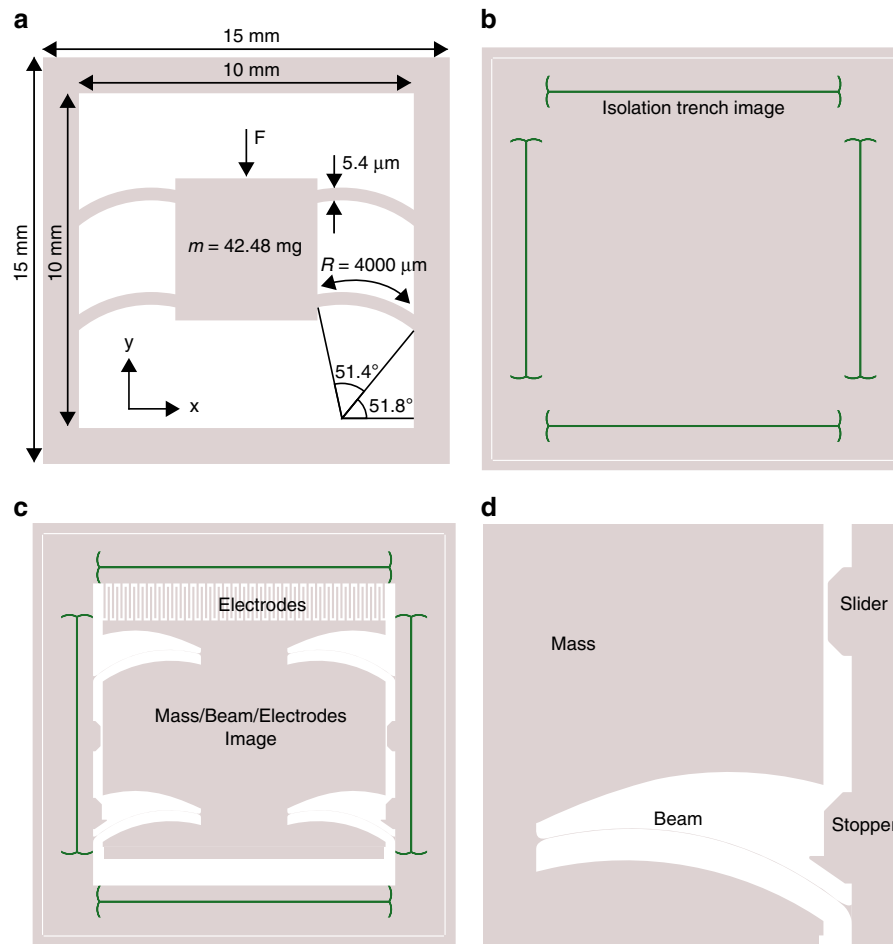 a
15 mm
10 mm
F
5.4 μm
15 mm
10 mm
m = 42.48 mg
R = 4000 μm
y
x
51.4°
51.8°
b
Isolation trench image
c
Electrodes
Mass/Beam/Electrodes
Image
d
Mass
Slider
Beam
Stopper